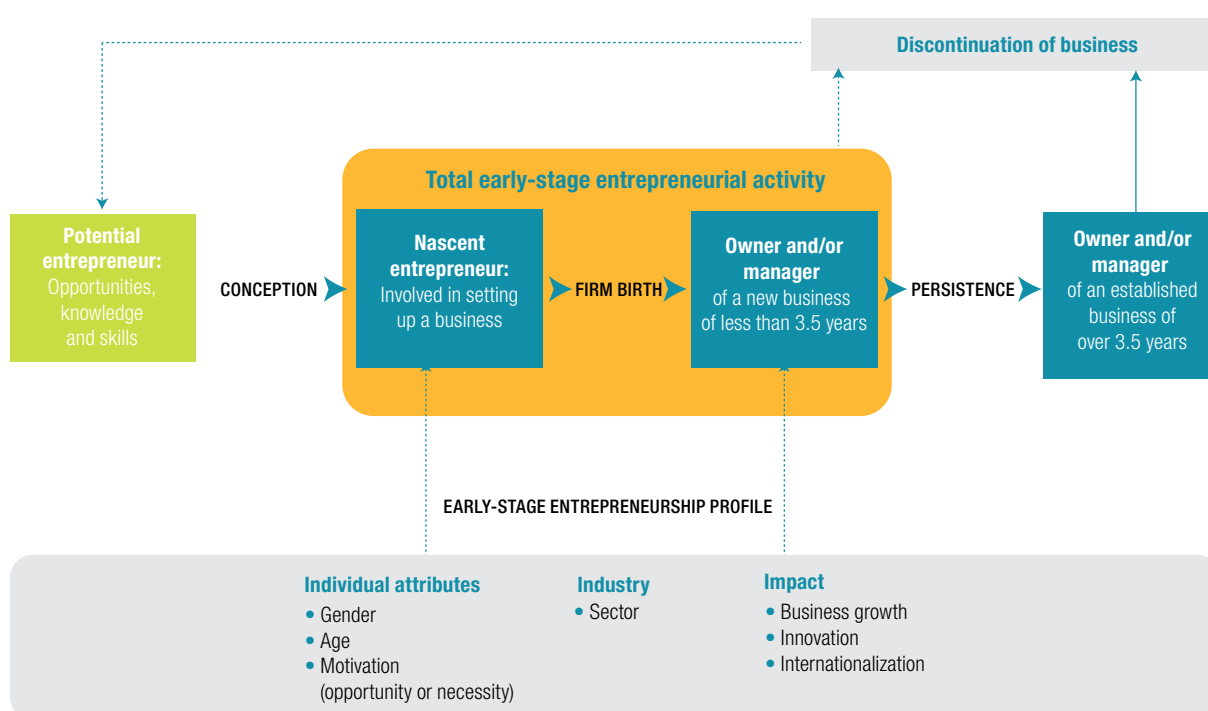 Discontinuation of business
Total early-stage entrepreneurial activity
Potential
entrepreneur:
Opportunities,
knowledge
and skills
CONCEPTION
Nascent
entrepreneur:
Involved in setting
up a business
FIRM BIRTH
Owner and/or
manager
of a new business
of less than 3.5 years
PERSISTENCE
Owner and/or
manager
of an established
business of
over 3.5 years
EARLY-STAGE ENTREPRENEURSHIP PROFILE
Individual attributes
• Gender
• Age
• Motivation
(opportunity or necessity)
Industry
• Sector
Impact
• Business growth
• Innovation
• Internationalization